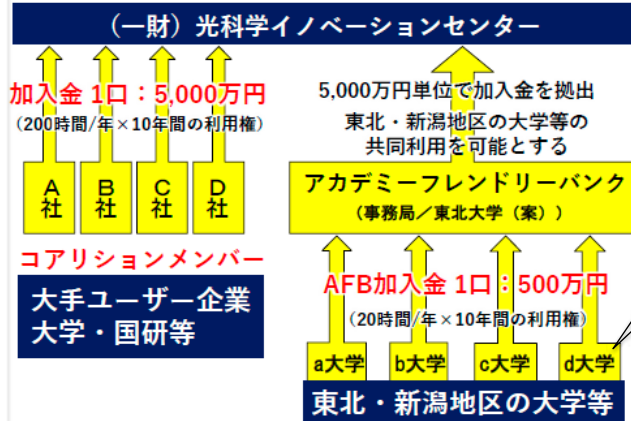 （一財）光科学イノベーションセンター
加入金 1口：5,000万円
（200時間/年×10年間の利用権）
A社
B社
C社
D社
コアリションメンバー
大手ユーザー企業
大学・国研等
5,000万円単位で加入金を拠出
東北・新潟地区の大学等の
共同利用を可能とする
アカデミーフレンドリーバンク
（事務局／東北大学（案））
AFB加入金 1口：500万円
（20時間/年×10年間の利用権）
a大学
b大学
c大学
d大学
東北・新潟地区の大学等